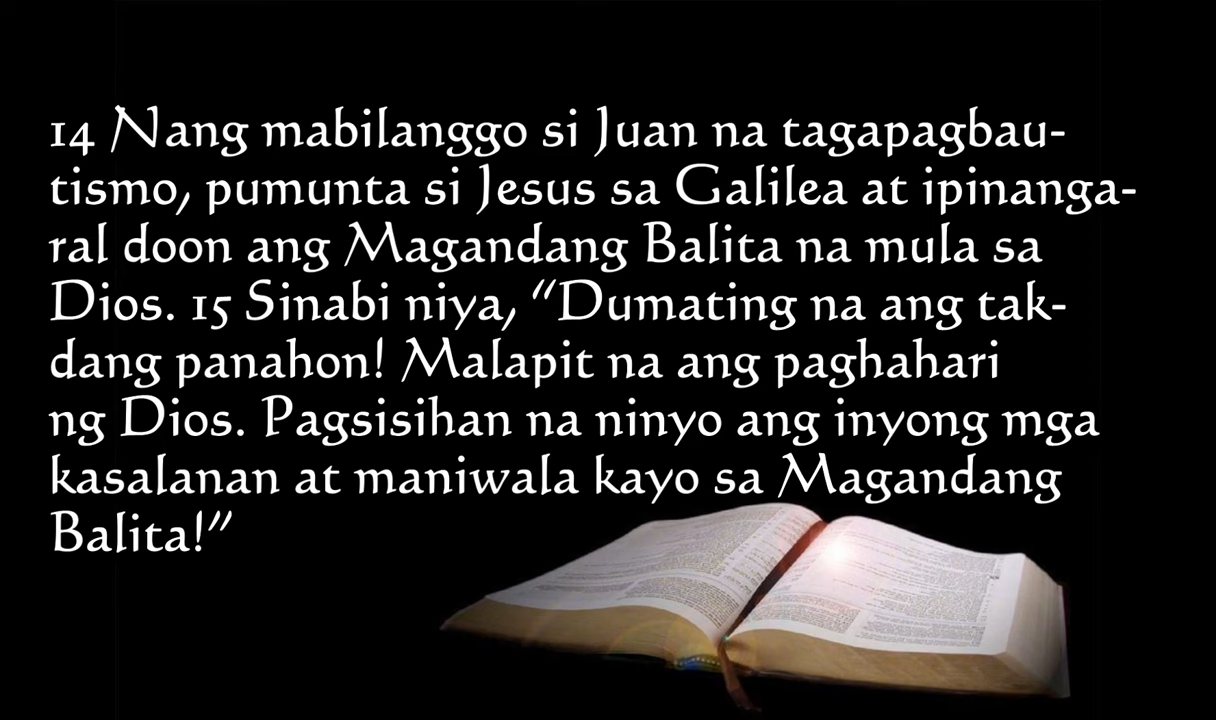 14 Nang mabilanggo si Juan na tagapagbau-
tismo, pumunta si Jesus sa Galilea at ipinanga-
ral doon ang Magandang Balita na mula sa
Dios. 15 Sinabi niya, “Dumating na ang tak-
dang panahon! Malapit na ang paghahari
ng Dios. Pagsisihan na ninyo ang inyong mga
kasalanan at maniwala kayo sa Magandang
Balita!”